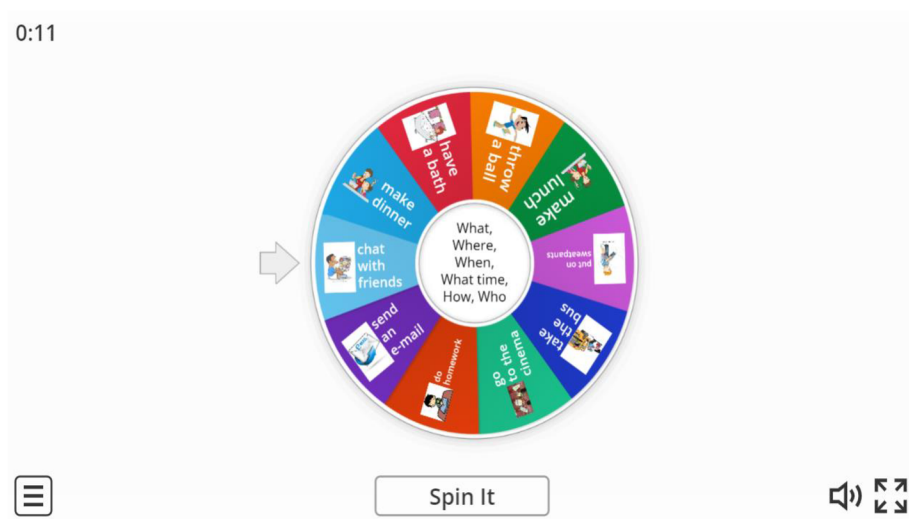 0:11
have
a bath
throw
a ball
make
lunch
put on
sweatpants
take
the
bus
go
to the
cinema
do
homework
send
an
e-mail
chat
with
friends
make
dinner
What,
Where,
When,
What time,
How, Who
Spin It